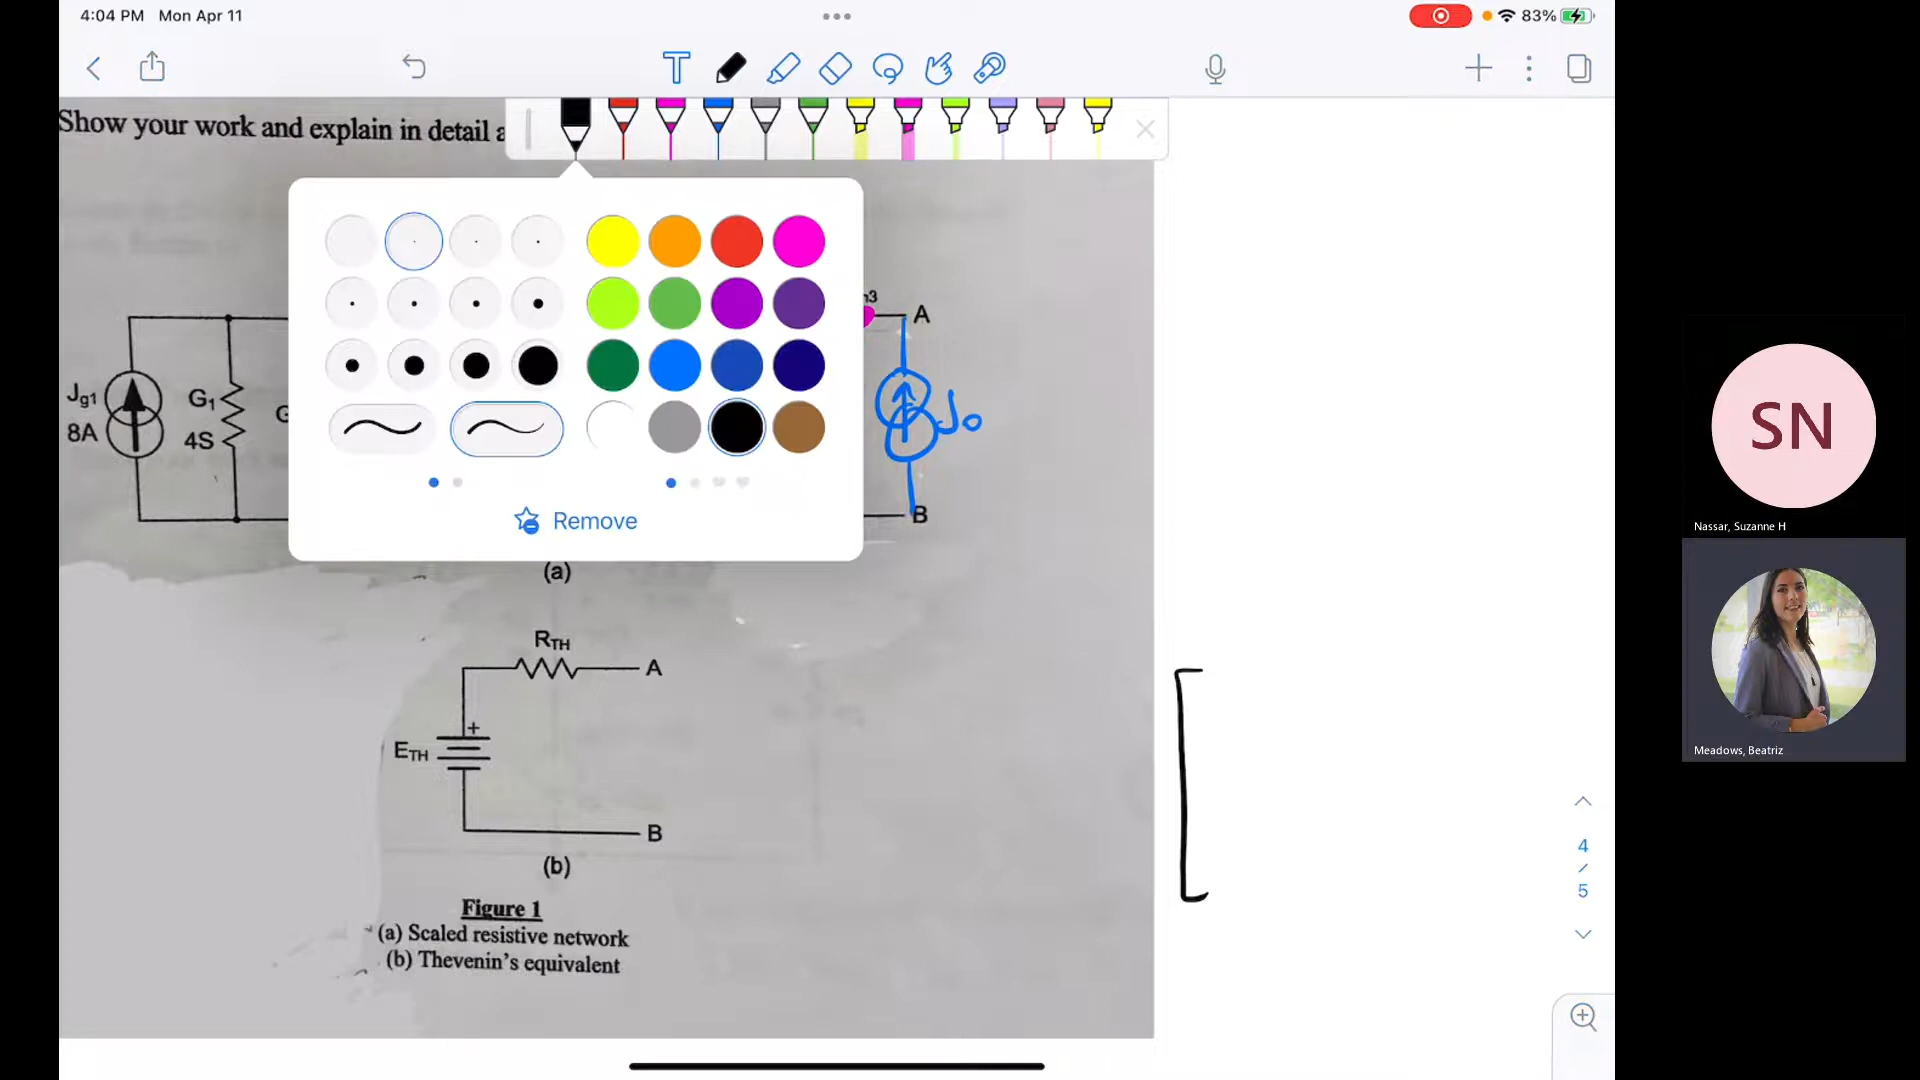 4:04 PM Mon Apr 11
83%
Show your work and explain in detail a
n3
A
Jg1
8A
G1
4S
G
Jo
B
Remove
(a)
RTH
A
+
ETH
B
(b)
Figure 1
(a) Scaled resistive network
(b) Thevenin's equivalent
4
/
5
SN
Nassar, Suzanne H
Meadows, Beatriz